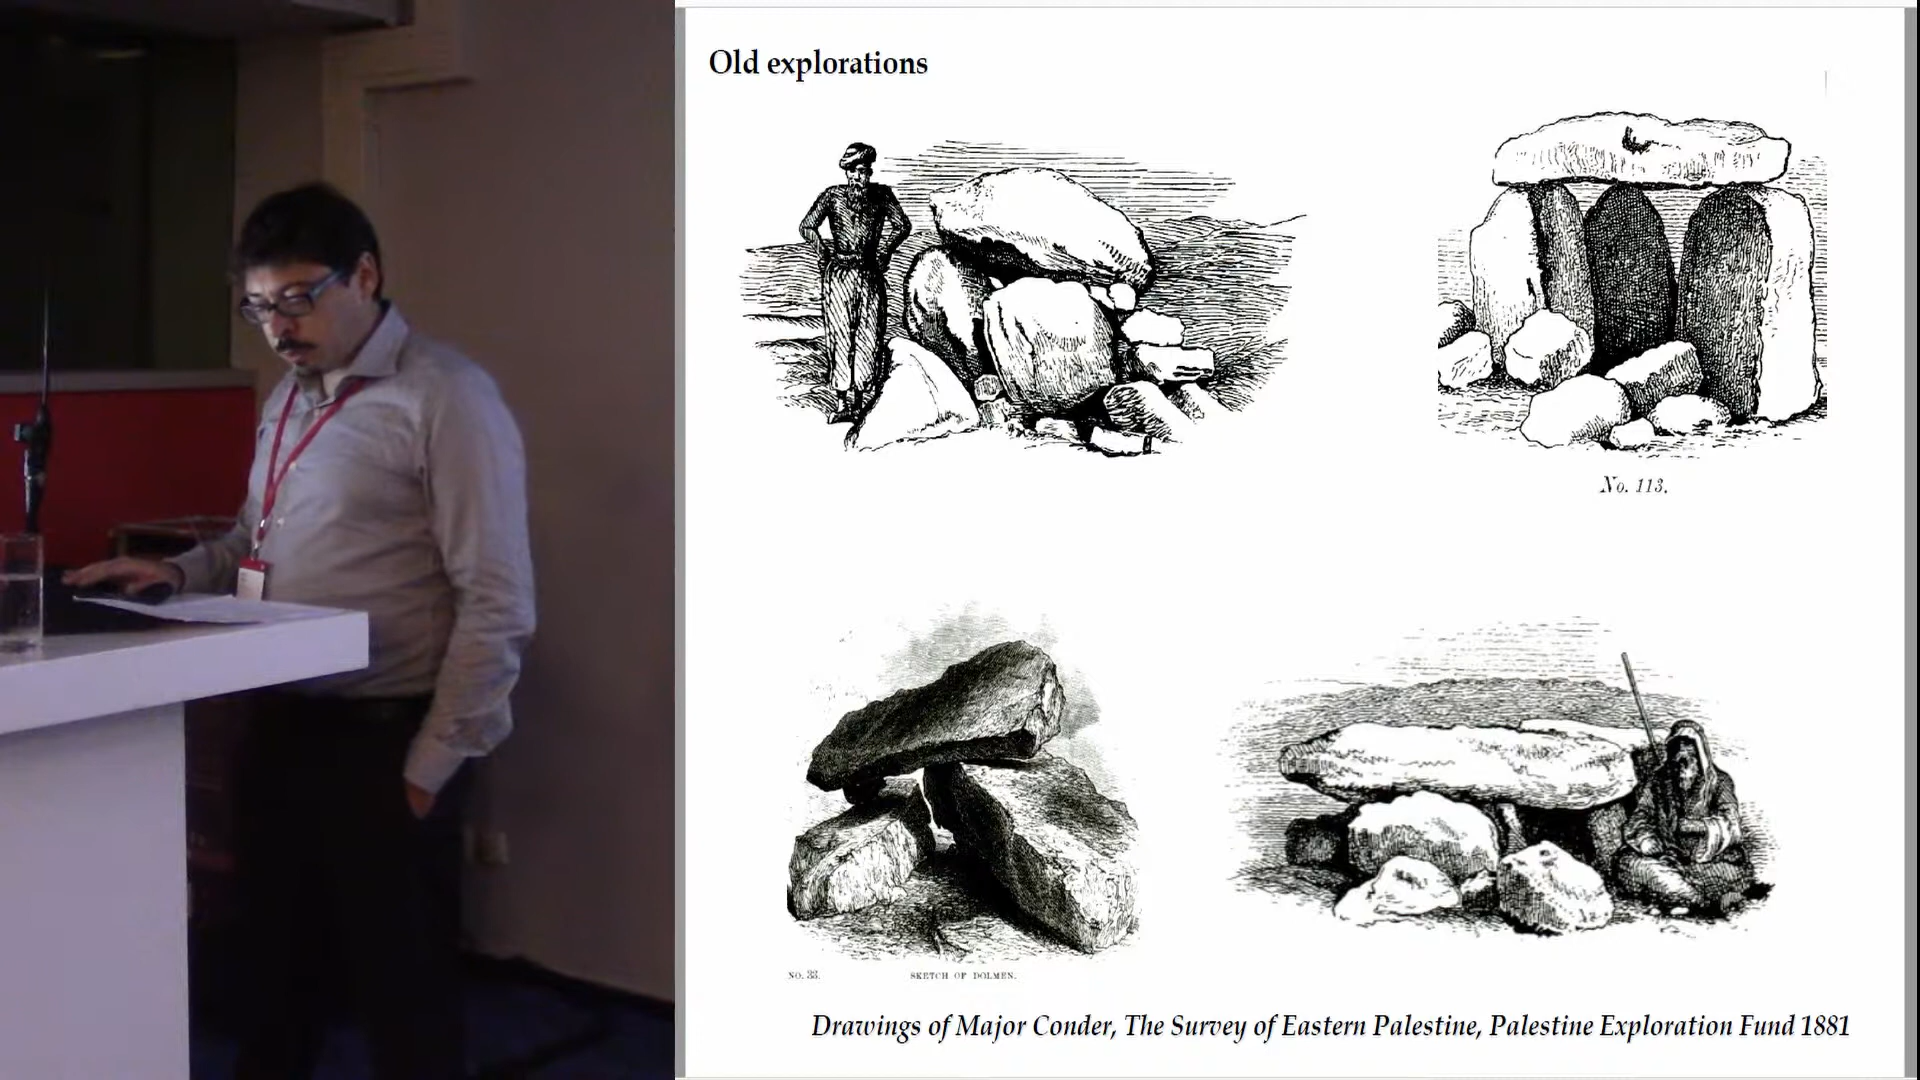 Old explorations
No. 113.
NO. 33.
SKETCH OF DOLMEN.
Drawings of Major Conder, The Survey of Eastern Palestine, Palestine Exploration Fund 1881